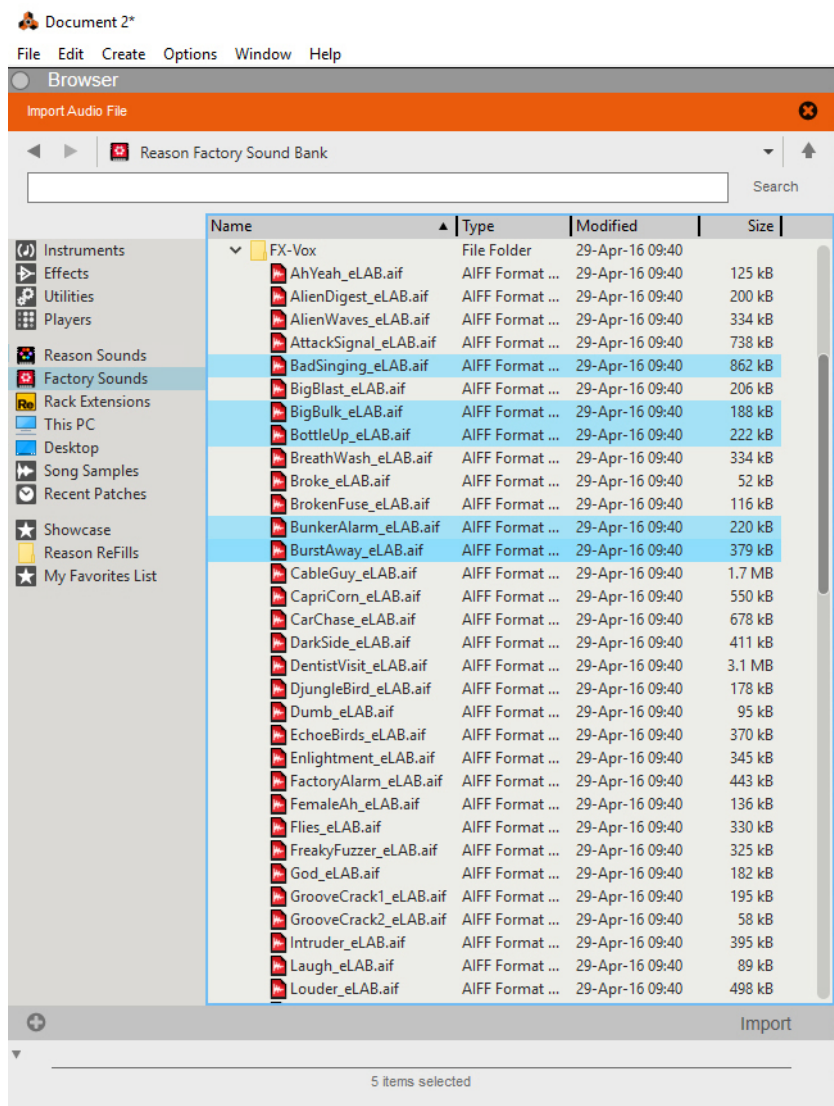 Document 2*
File Edit Create Options Window Help
Browser
Import Audio File
Reason Factory Sound Bank
Search
Instruments
Effects
Utilities
Players
Reason Sounds
Factory Sounds
Re Rack Extensions
This PC
Desktop
Song Samples
Recent Patches
Showcase
Reason ReFills
My Favorites List
Name Type Modified Size
FX-Vox File Folder 29-Apr-16 09:40
AhYeah_eLAB.aif AIFF Format ... 29-Apr-16 09:40 125 kB
AlienDigest_eLAB.aif AIFF Format ... 29-Apr-16 09:40 200 kB
AlienWaves_eLAB.aif AIFF Format ... 29-Apr-16 09:40 334 kB
AttackSignal_eLAB.aif AIFF Format ... 29-Apr-16 09:40 738 kB
BadSinging_eLAB.aif AIFF Format ... 29-Apr-16 09:40 862 kB
BigBlast_eLAB.aif AIFF Format ... 29-Apr-16 09:40 206 kB
BigBulk_eLAB.aif AIFF Format ... 29-Apr-16 09:40 188 kB
BottleUp_eLAB.aif AIFF Format ... 29-Apr-16 09:40 222 kB
BreathWash_eLAB.aif AIFF Format ... 29-Apr-16 09:40 334 kB
Broke_eLAB.aif AIFF Format ... 29-Apr-16 09:40 52 kB
BrokenFuse_eLAB.aif AIFF Format ... 29-Apr-16 09:40 116 kB
BunkerAlarm_eLAB.aif AIFF Format ... 29-Apr-16 09:40 220 kB
BurstAway_eLAB.aif AIFF Format ... 29-Apr-16 09:40 379 kB
CableGuy_eLAB.aif AIFF Format ... 29-Apr-16 09:40 1.7 MB
CapriCorn_eLAB.aif AIFF Format ... 29-Apr-16 09:40 550 kB
CarChase_eLAB.aif AIFF Format ... 29-Apr-16 09:40 678 kB
DarkSide_eLAB.aif AIFF Format ... 29-Apr-16 09:40 411 kB
DentistVisit_eLAB.aif AIFF Format ... 29-Apr-16 09:40 3.1 MB
DjungleBird_eLAB.aif AIFF Format ... 29-Apr-16 09:40 178 kB
Dumb_eLAB.aif AIFF Format ... 29-Apr-16 09:40 95 kB
EchoeBirds_eLAB.aif AIFF Format ... 29-Apr-16 09:40 370 kB
Enlightment_eLAB.aif AIFF Format ... 29-Apr-16 09:40 345 kB
FactoryAlarm_eLAB.aif AIFF Format ... 29-Apr-16 09:40 443 kB
FemaleAh_eLAB.aif AIFF Format ... 29-Apr-16 09:40 136 kB
Flies_eLAB.aif AIFF Format ... 29-Apr-16 09:40 330 kB
FreakyFuzzer_eLAB.aif AIFF Format ... 29-Apr-16 09:40 325 kB
God_eLAB.aif AIFF Format ... 29-Apr-16 09:40 182 kB
GrooveCrack1_eLAB.aif AIFF Format ... 29-Apr-16 09:40 195 kB
GrooveCrack2_eLAB.aif AIFF Format ... 29-Apr-16 09:40 58 kB
Intruder_eLAB.aif AIFF Format ... 29-Apr-16 09:40 395 kB
Laugh_eLAB.aif AIFF Format ... 29-Apr-16 09:40 89 kB
Louder_eLAB.aif AIFF Format ... 29-Apr-16 09:40 498 kB
Import
5 items selected